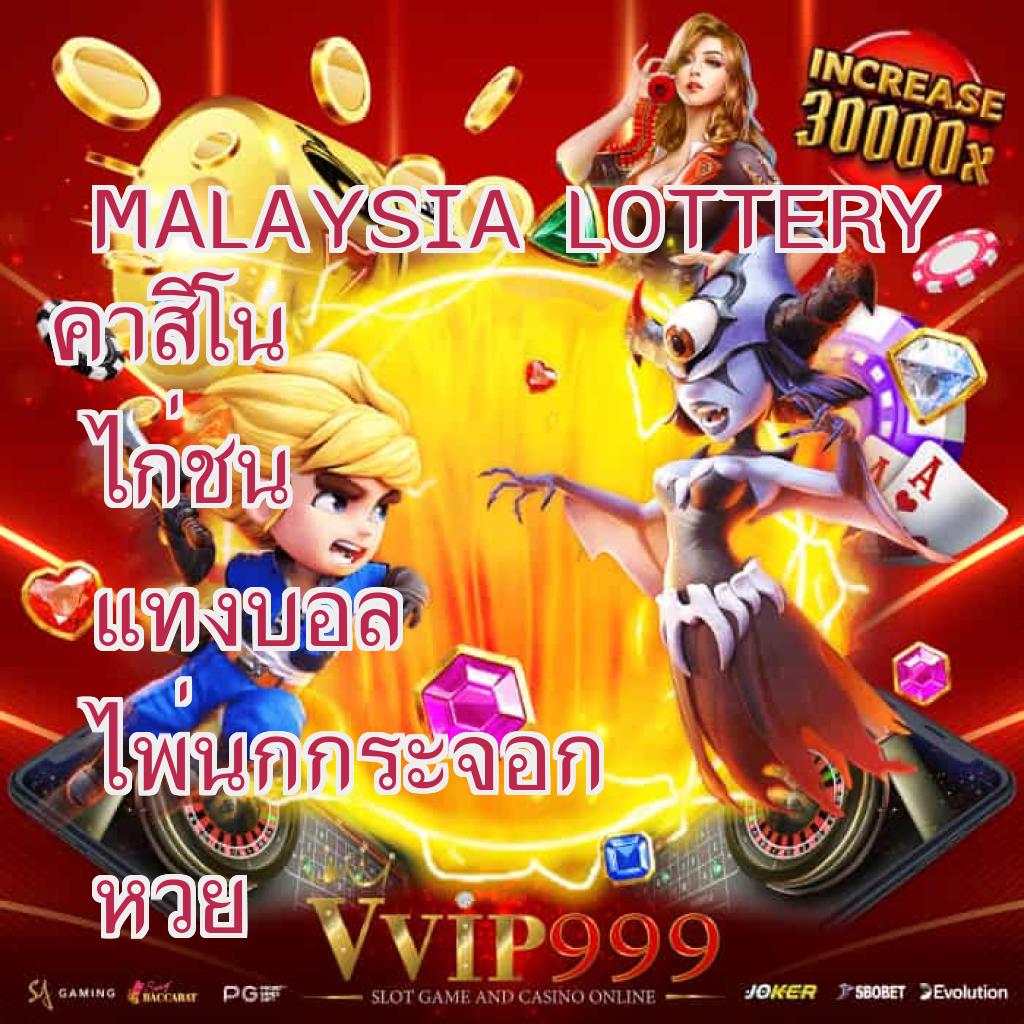 INCREASE
30000x
MALAYSIA LOTTERY
คาสิโน
ไก่ชน
แทงบอล
ไพ่นกกระจอก
หวย
VVIP999
SLOT GAME AND CASINO ONLINE
SA GAMING
Sexy BACCARAT
PG
JOKER
SBOBET
Evolution
A
A